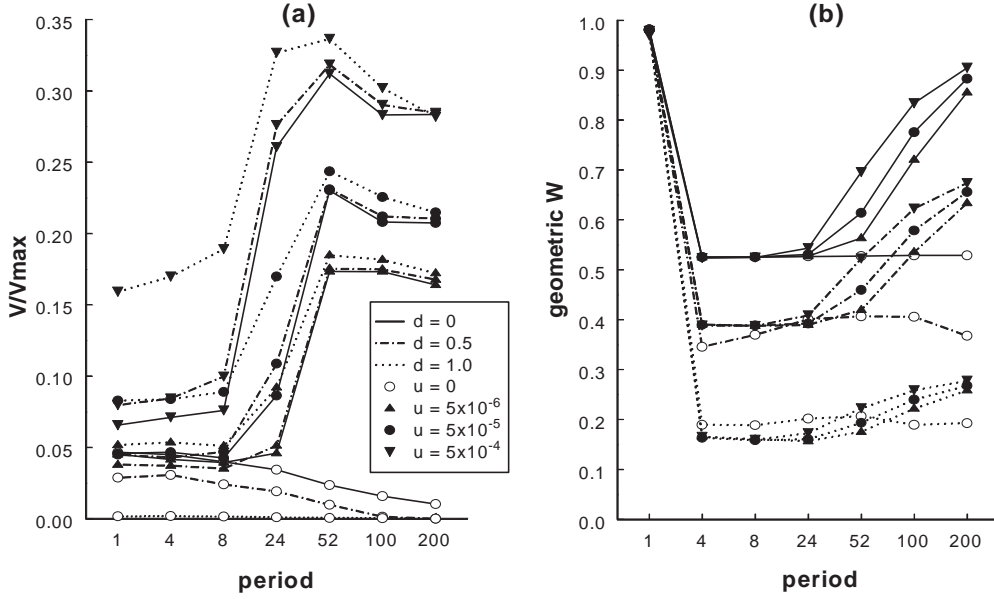 (a)
0.35
0.30
0.25
0.20
0.15
0.10
0.05
0.00
V/Vmax
1 4 8 24 52 100 200
period
d = 0
d = 0.5
d = 1.0
u = 0
u = 5x10-6
u = 5x10-5
u = 5x10-4
(b)
1.0
0.9
0.8
0.7
0.6
0.5
0.4
0.3
0.2
0.1
0.0
geometric W
1 4 8 24 52 100 200
period